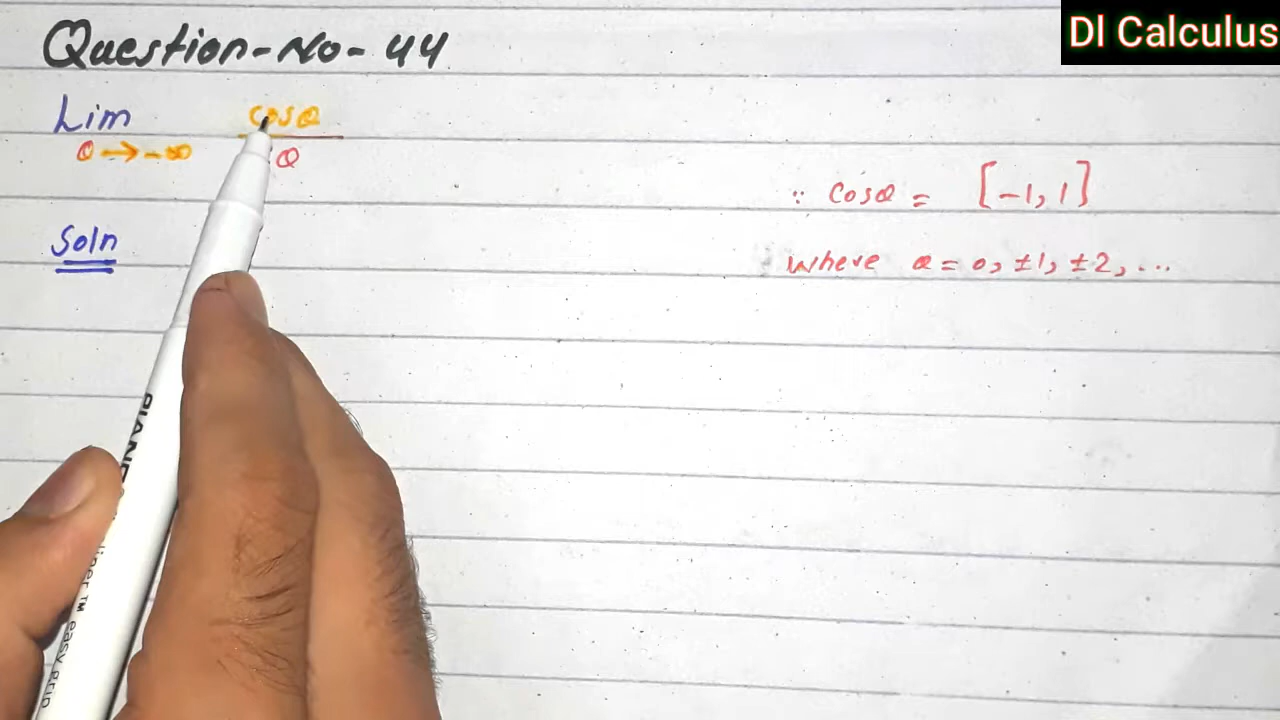 Question-No-44
DI Calculus
Lim cosθ
θ→-∞ θ
∵ cosθ = [-1, 1]
Soln
where θ = 0, ±1, ±2, ...